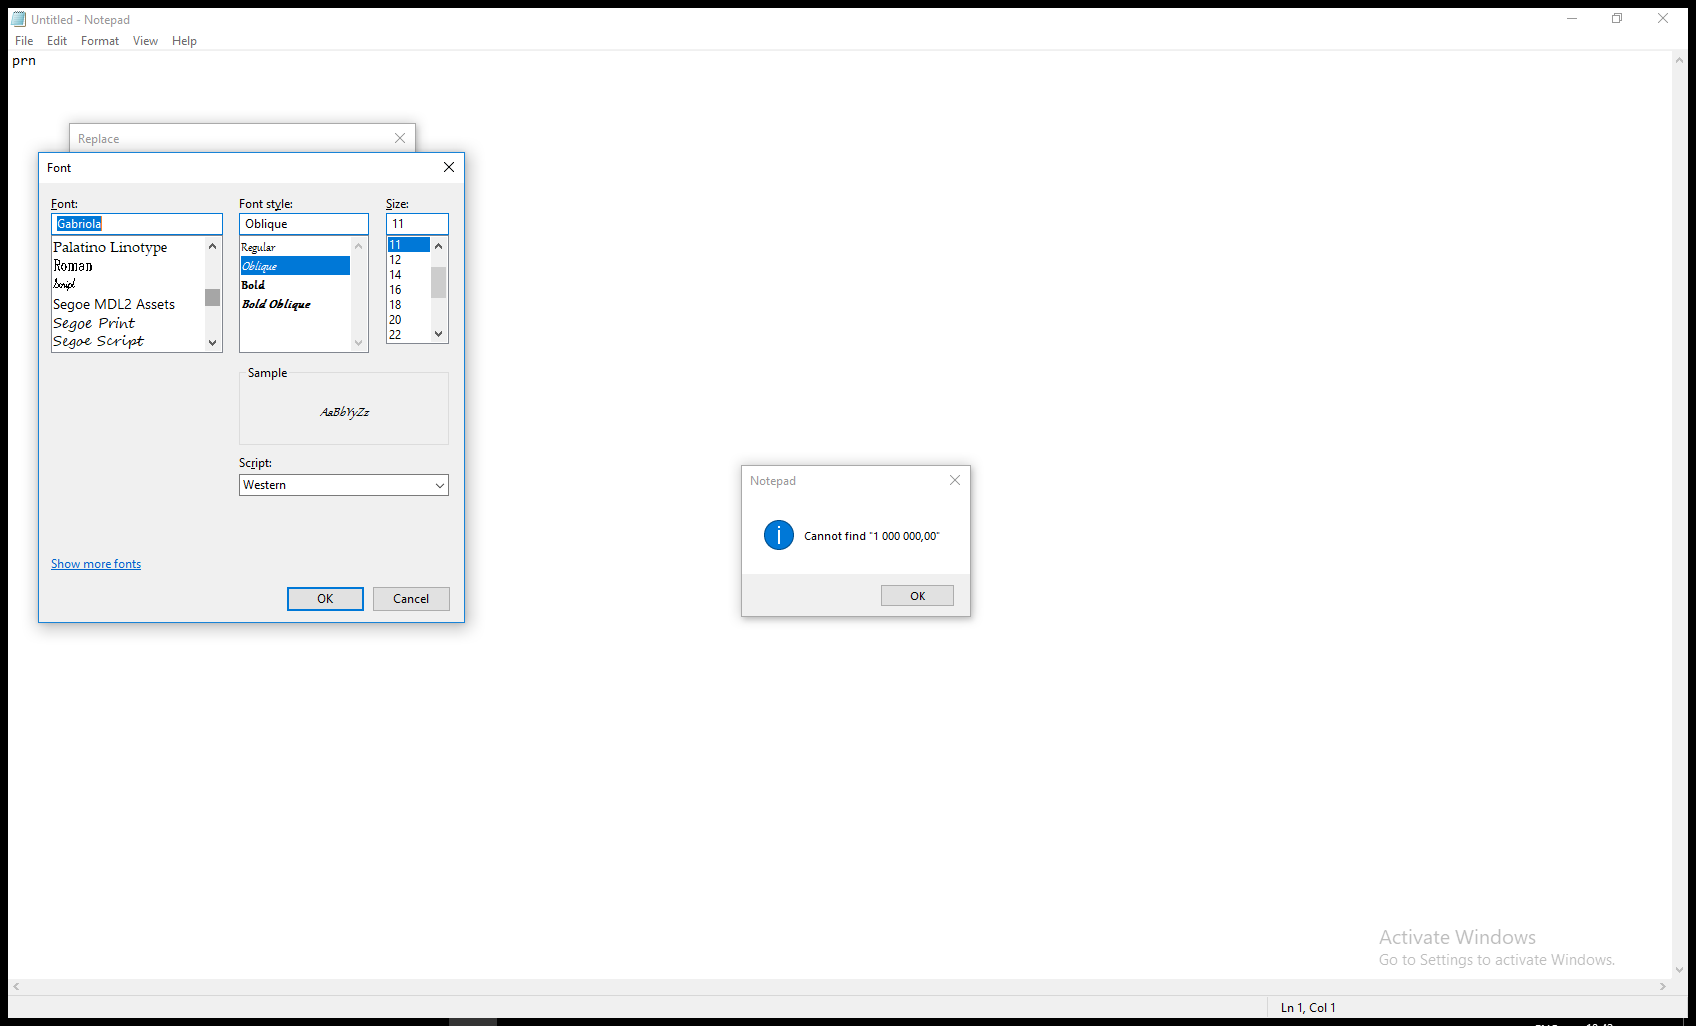 Untitled - Notepad
File Edit Format View Help
prn
Replace
Font
Font: Font style: Size:
Gabriola Oblique 11
Palatino Linotype
Roman
Script
Segoe MDL2 Assets
Segoe Print
Segoe Script
Regular
Oblique
Bold
Bold Oblique
11
12
14
16
18
20
22
Sample
AaBbYyZz
Script:
Western
Show more fonts
OK Cancel
Notepad
Cannot find "1 000 000,00"
OK
Activate Windows
Go to Settings to activate Windows.
Ln 1, Col 1